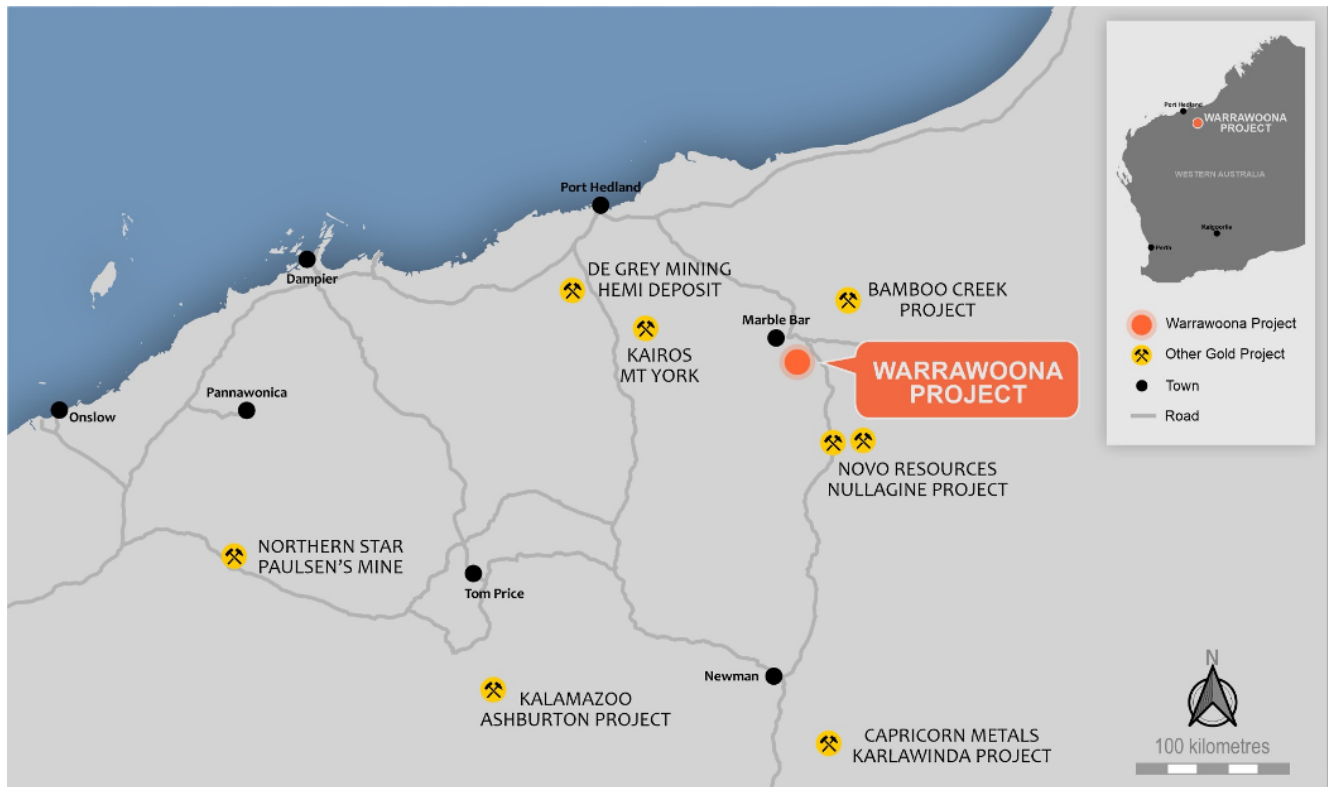 Port Hedland
Dampier
DE GREY MINING
HEMI DEPOSIT
BAMBOO CREEK
PROJECT
Marble Bar
KAIROS
MT YORK
WARRAWOONA
PROJECT
Pannawonica
Onslow
NOVO RESOURCES
NULLAGINE PROJECT
NORTHERN STAR
PAULSEN'S MINE
Tom Price
Newman
KALAMAZOO
ASHBURTON PROJECT
CAPRICORN METALS
KARLAWINDA PROJECT
N
100 kilometres
Port Hedland
WARRAWOONA
PROJECT
WESTERN AUSTRALIA
Kalgoorlie
Perth
Warrawoona Project
Other Gold Project
Town
Road